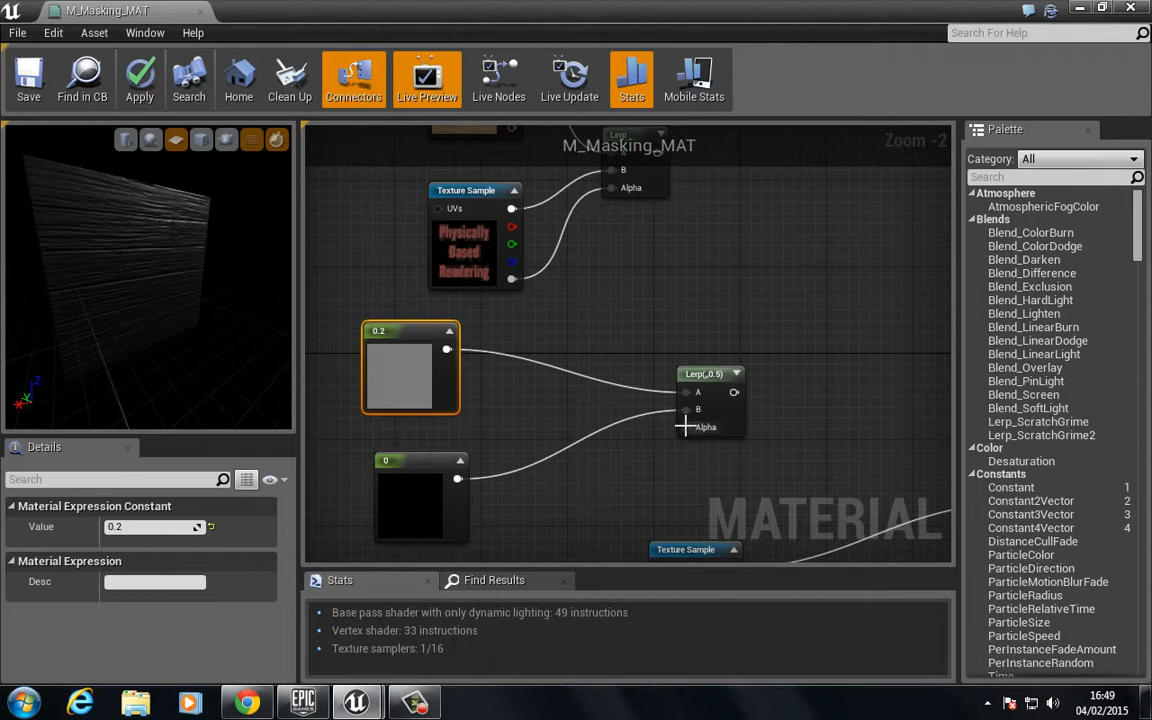 M_Masking_MAT
File Edit Asset Window Help
Search For Help
Save Find in CB Apply Search Home Clean Up Connectors Live Preview Live Nodes Live Update Stats Mobile Stats
Z
X
Details
Search
Material Expression Constant
Value 0.2
Material Expression
Desc
M_Masking_MAT
Zoom -2
Lerp
B
Alpha
Texture Sample
UVs
Physically
Based
Rendering
0.2
0
Lerp(,,0.5)
A
B
Alpha
Texture Sample
MATERIAL
Stats
Find Results
Base pass shader with only dynamic lighting: 49 instructions
Vertex shader: 33 instructions
Texture samplers: 1/16
Palette
Category: All
Search
Atmosphere
AtmosphericFogColor
Blends
Blend_ColorBurn
Blend_ColorDodge
Blend_Darken
Blend_Difference
Blend_Exclusion
Blend_HardLight
Blend_Lighten
Blend_LinearBurn
Blend_LinearDodge
Blend_LinearLight
Blend_Overlay
Blend_PinLight
Blend_Screen
Blend_SoftLight
Lerp_ScratchGrime
Lerp_ScratchGrime2
Color
Desaturation
Constants
Constant 1
Constant2Vector 2
Constant3Vector 3
Constant4Vector 4
DistanceCullFade
ParticleColor
ParticleDirection
ParticleMotionBlurFade
ParticleRadius
ParticleRelativeTime
ParticleSize
ParticleSpeed
PerInstanceFadeAmount
PerInstanceRandom
Time
EPIC
GAMES
16:49
04/02/2015